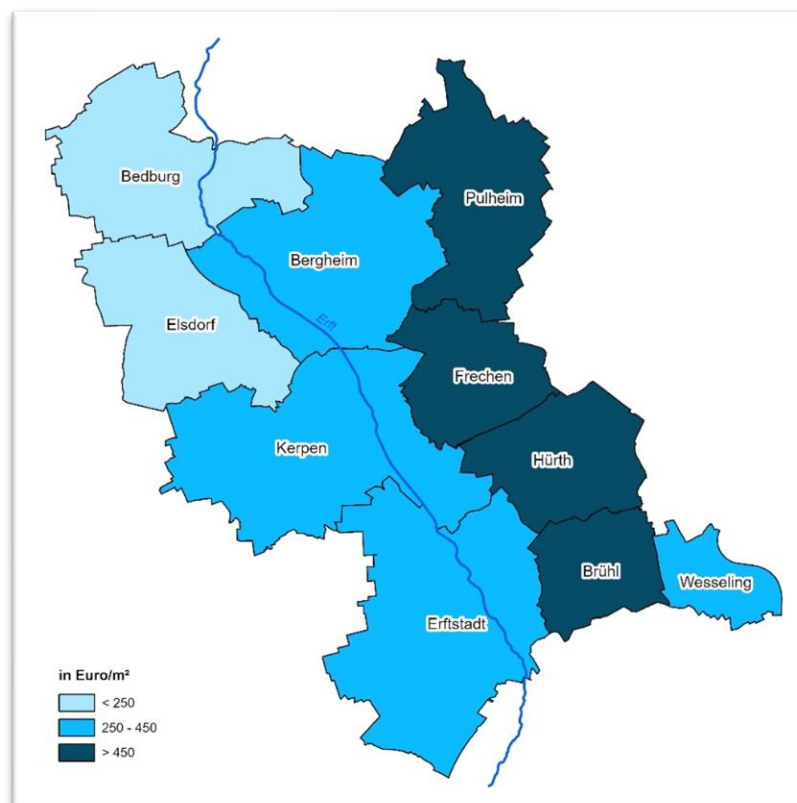 Bedburg
Pulheim
Bergheim
Erft
Elsdorf
Frechen
Kerpen
Hürth
Brühl
Wesseling
Erftstadt
in Euro/m²
< 250
250 - 450
> 450